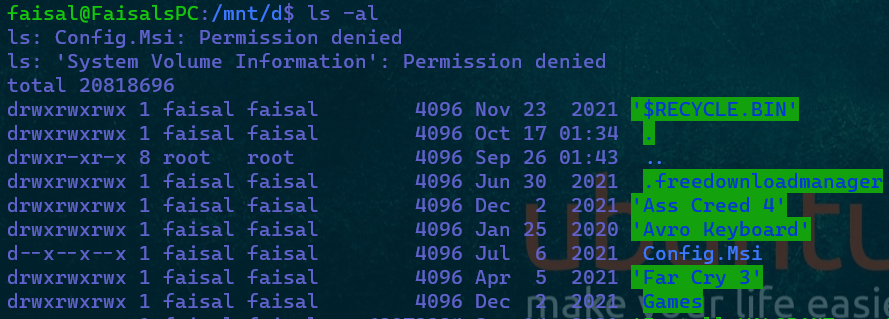 faisal@FaisalsPC:/mnt/d$ ls -al
ls: Config.Msi: Permission denied
ls: 'System Volume Information': Permission denied
total 20818696
drwxrwxrwx 1 faisal faisal 4096 Nov 23 2021 '$RECYCLE.BIN'
drwxrwxrwx 1 faisal faisal 4096 Oct 17 01:34 .
drwxr-xr-x 8 root root 4096 Sep 26 01:43 ..
drwxrwxrwx 1 faisal faisal 4096 Jun 30 2021 .freedownloadmanager
drwxrwxrwx 1 faisal faisal 4096 Dec 2 2021 'Ass Creed 4'
drwxrwxrwx 1 faisal faisal 4096 Jan 25 2020 'Avro Keyboard'
d--x--x--x 1 faisal faisal 4096 Jul 6 2021 Config.Msi
drwxrwxrwx 1 faisal faisal 4096 Apr 5 2021 'Far Cry 3'
drwxrwxrwx 1 faisal faisal 4096 Dec 2 2021 Games
ubuntu
make your life easie